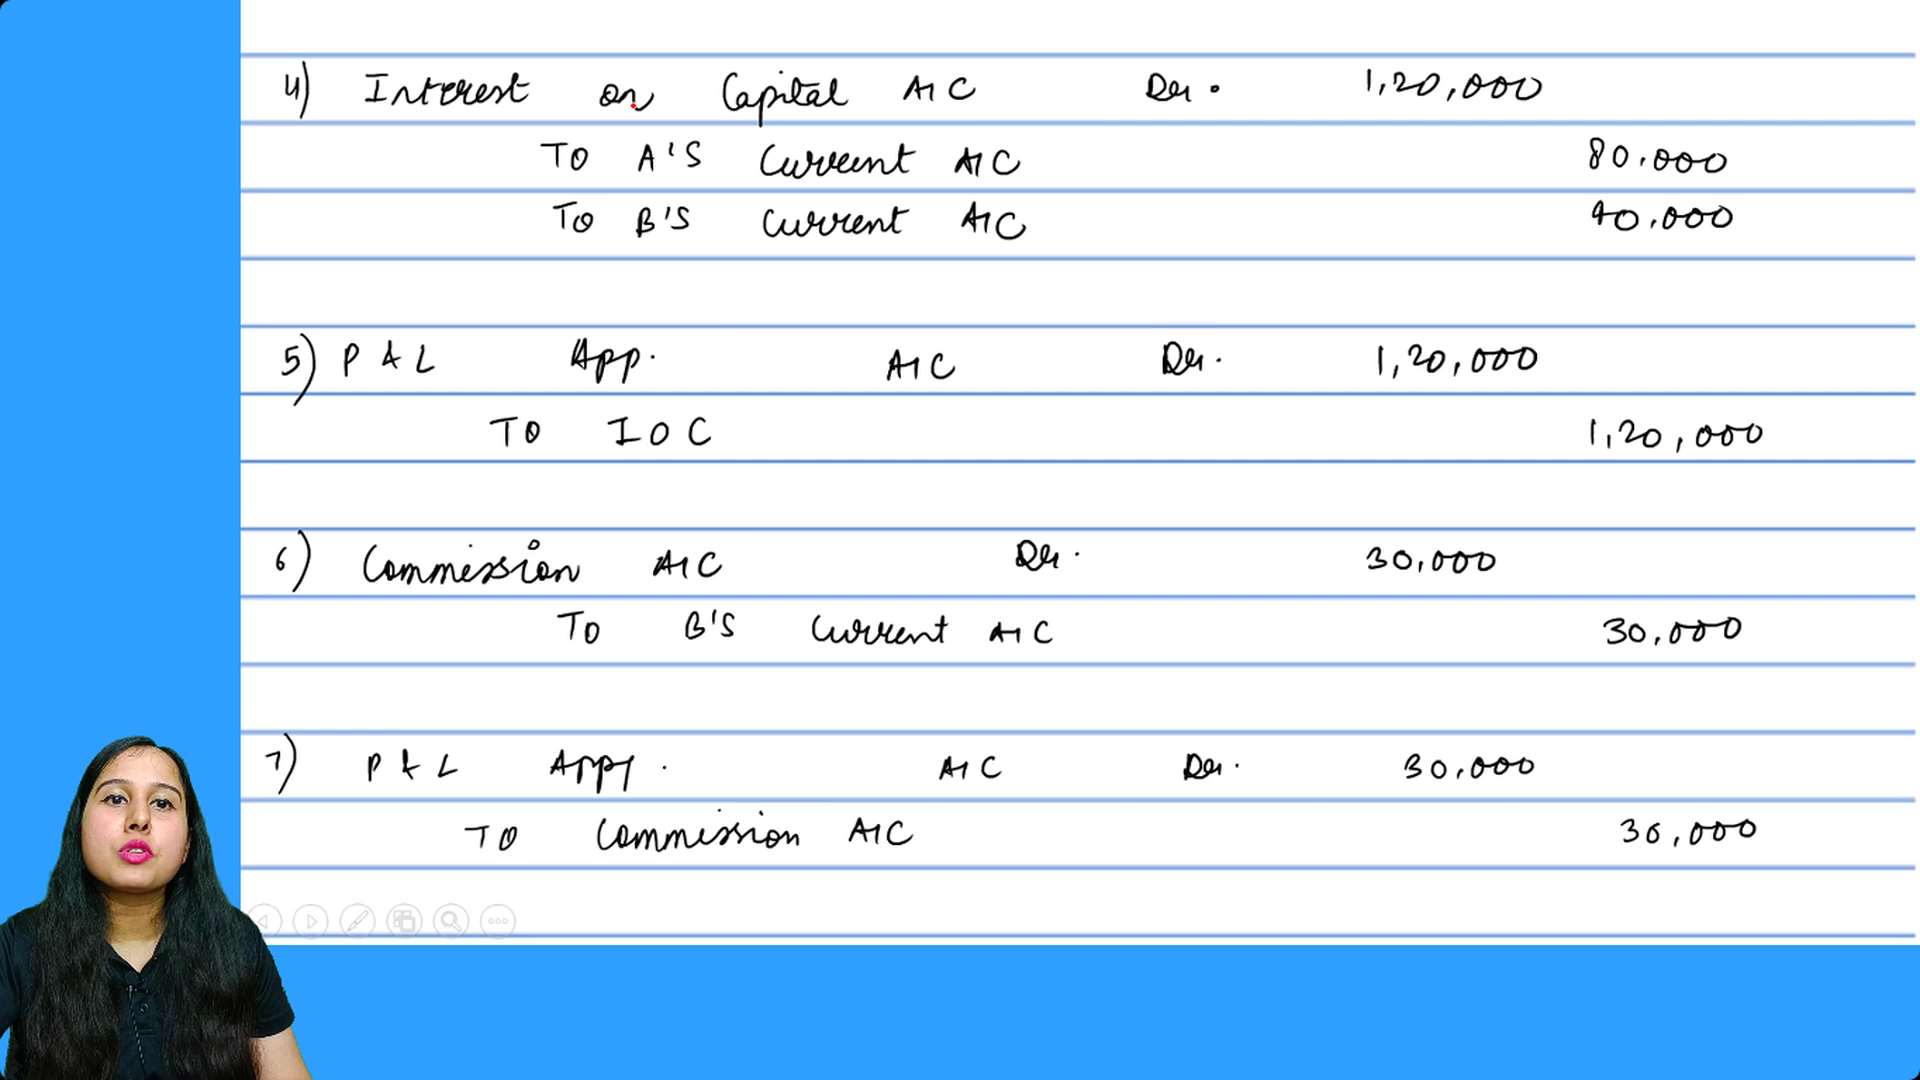 4) Interest on Capital A/C Dr. 1,20,000
To A's Current A/C 80,000
To B's Current A/C 40,000
5) P & L App. A/C Dr. 1,20,000
To IOC 1,20,000
6) Commission A/C Dr. 30,000
To B's Current A/C 30,000
7) P & L App. A/C Dr. 30,000
To Commission A/C 30,000